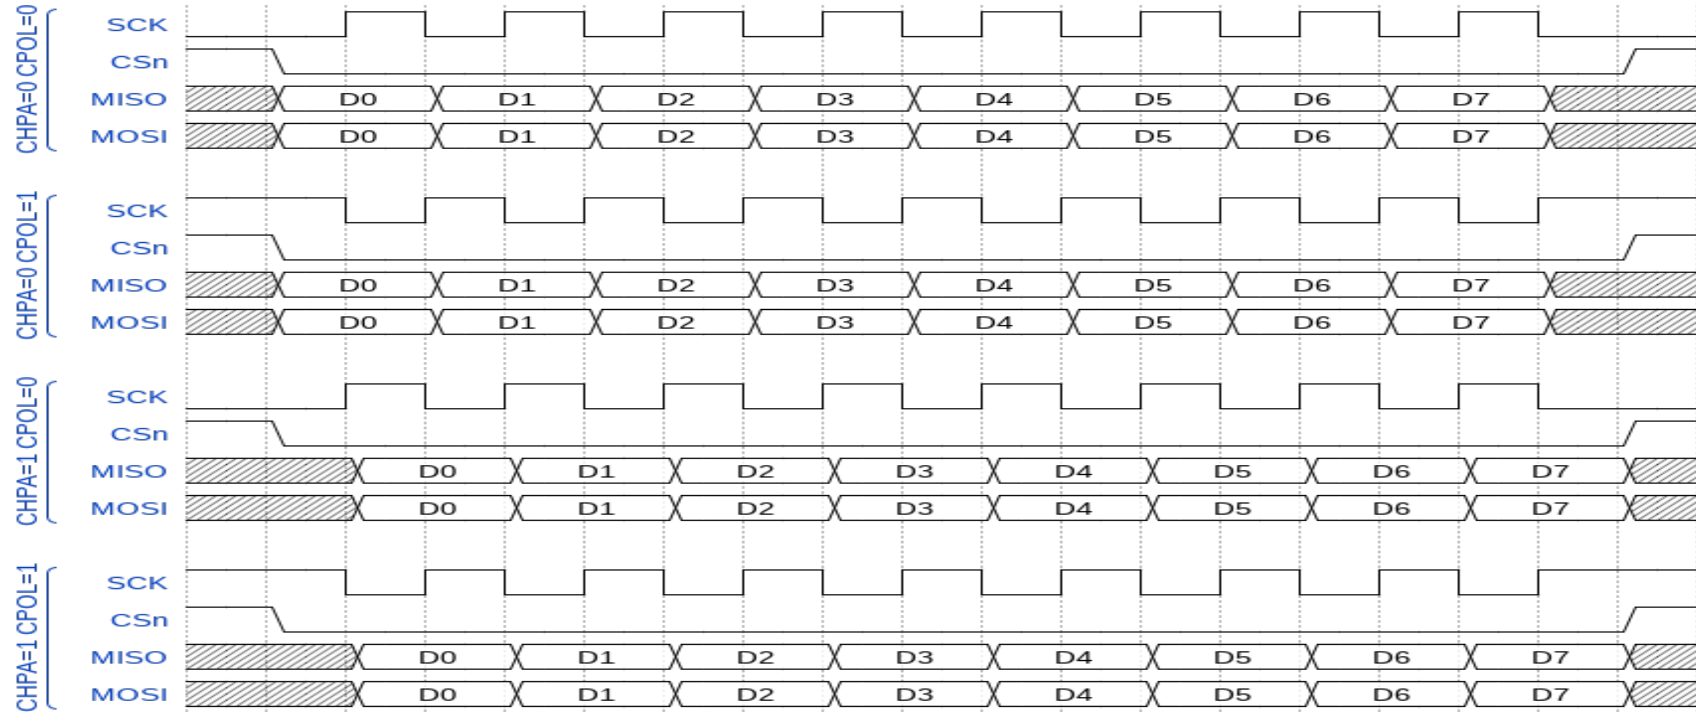 CHPA=0 CPOL=0
SCK
CSn
MISO D0 D1 D2 D3 D4 D5 D6 D7
MOSI D0 D1 D2 D3 D4 D5 D6 D7
CHPA=0 CPOL=1
SCK
CSn
MISO D0 D1 D2 D3 D4 D5 D6 D7
MOSI D0 D1 D2 D3 D4 D5 D6 D7
CHPA=1 CPOL=0
SCK
CSn
MISO D0 D1 D2 D3 D4 D5 D6 D7
MOSI D0 D1 D2 D3 D4 D5 D6 D7
CHPA=1 CPOL=1
SCK
CSn
MISO D0 D1 D2 D3 D4 D5 D6 D7
MOSI D0 D1 D2 D3 D4 D5 D6 D7